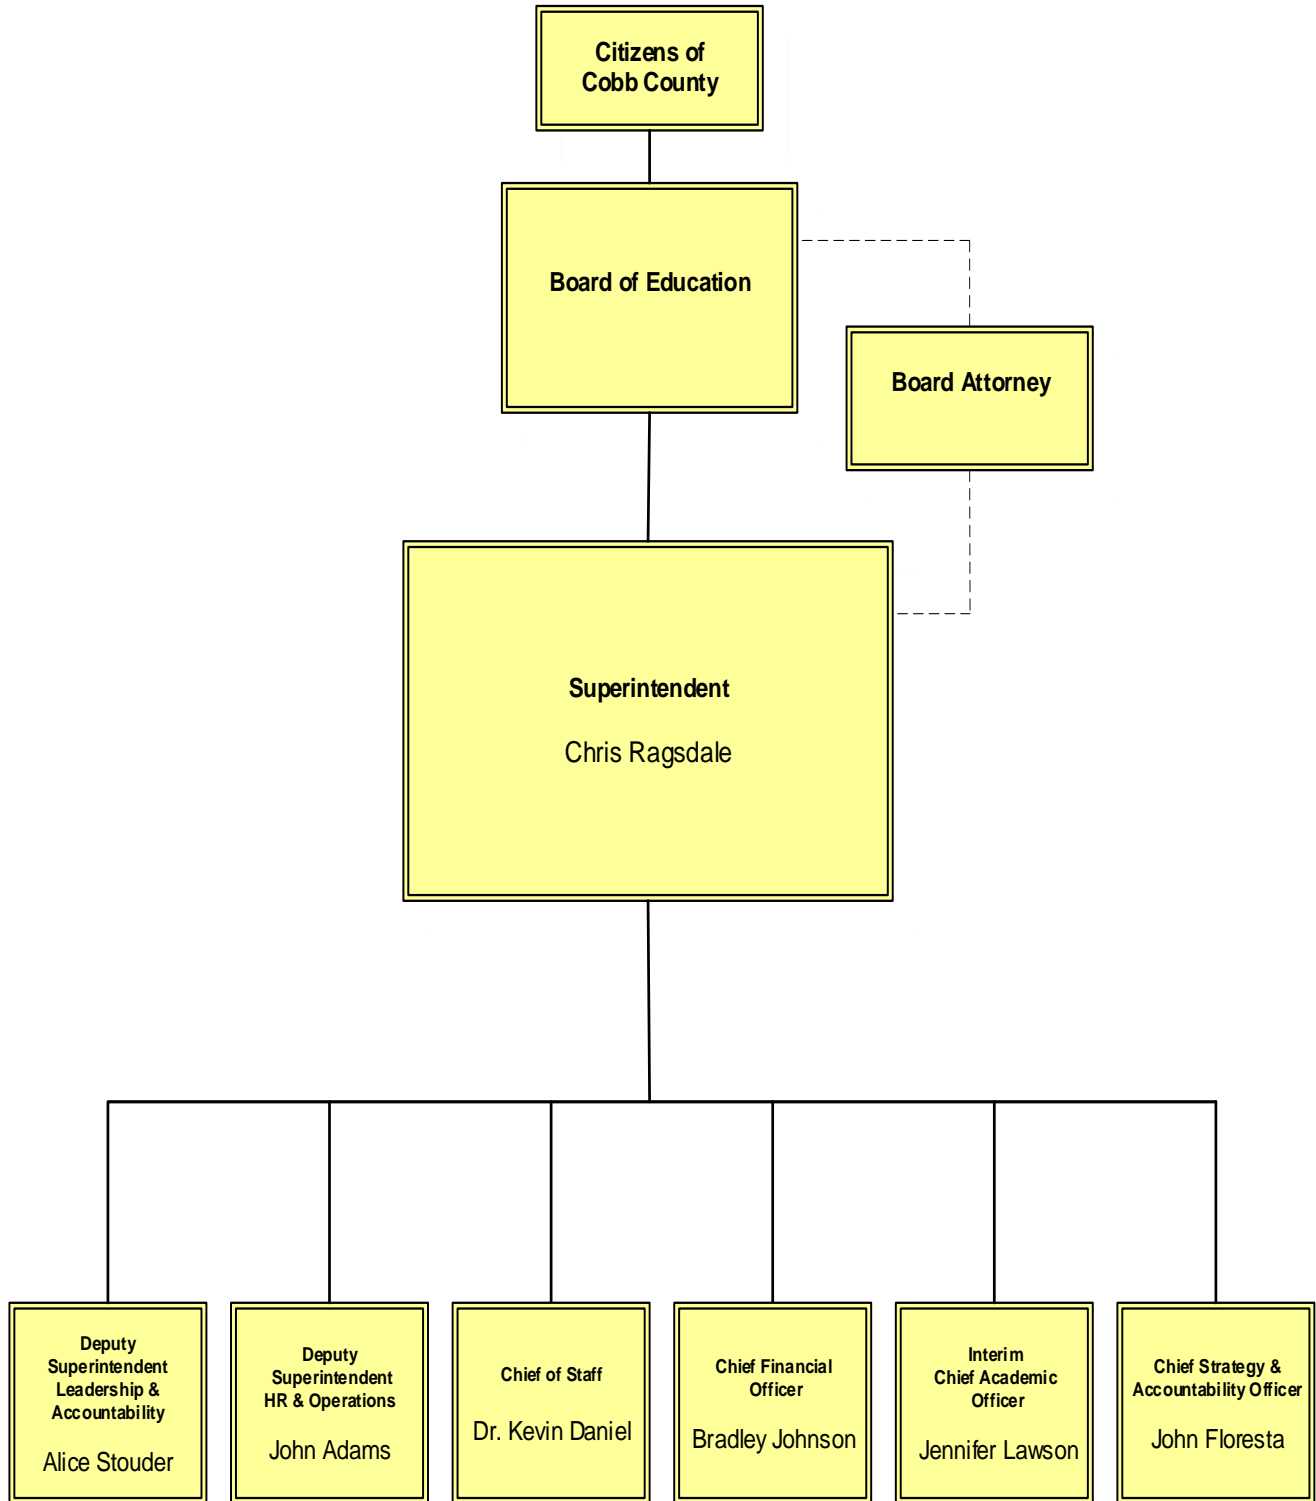 Citizens of
Cobb County
Board of Education
Board Attorney
Superintendent
Chris Ragsdale
Deputy
Superintendent
Leadership &
Accountability
Alice Stouder
Deputy
Superintendent
HR & Operations
John Adams
Chief of Staff
Dr. Kevin Daniel
Chief Financial
Officer
Bradley Johnson
Interim
Chief Academic
Officer
Jennifer Lawson
Chief Strategy &
Accountability Officer
John Floresta